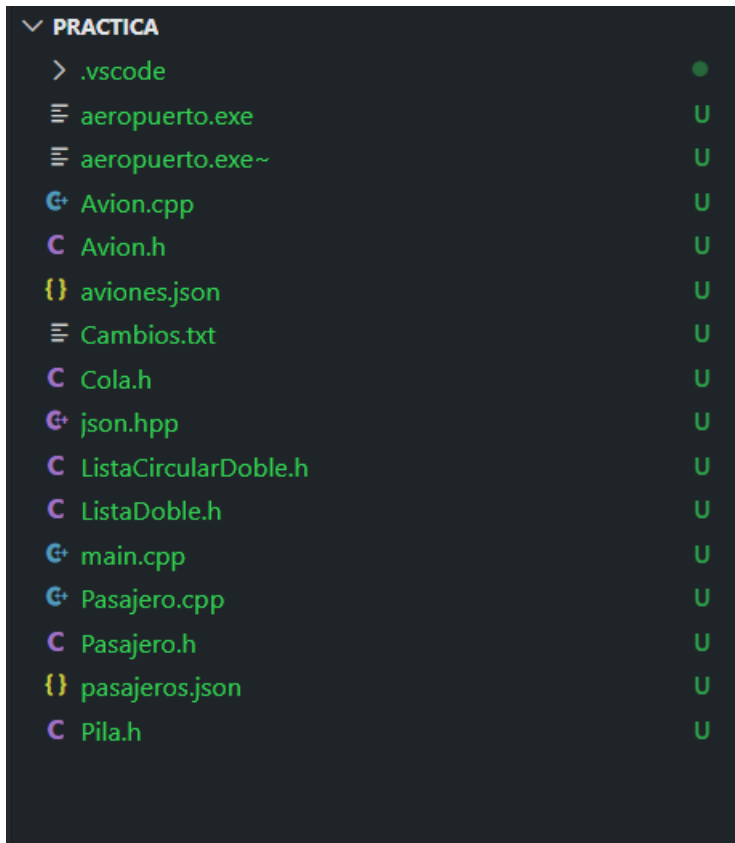 PRACTICA
.vscode
aeropuerto.exe U
aeropuerto.exe~ U
Avion.cpp U
C Avion.h U
{} aviones.json U
Cambios.txt U
C Cola.h U
json.hpp U
C ListaCircularDoble.h U
C ListaDoble.h U
main.cpp U
Pasajero.cpp U
C Pasajero.h U
{} pasajeros.json U
C Pila.h U